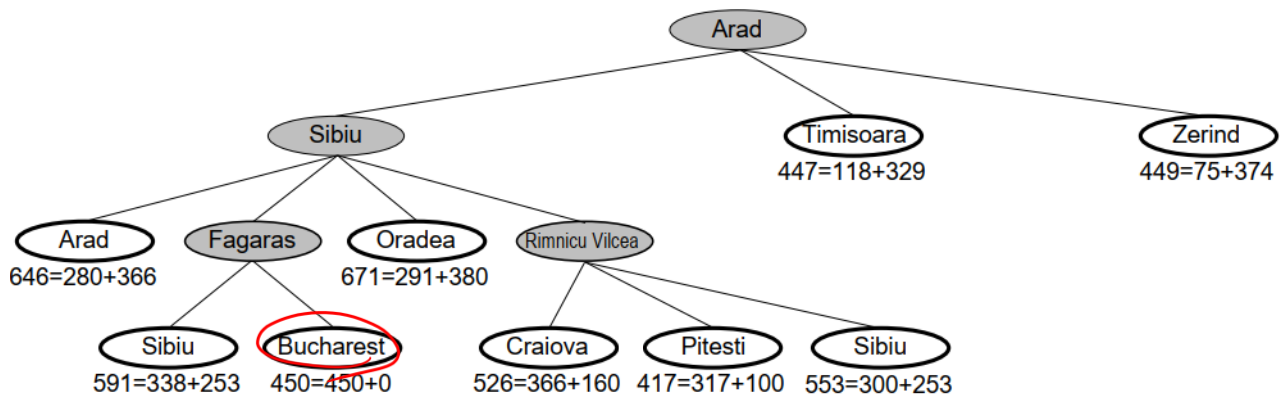 Arad
Sibiu
Timisoara
Zerind
447=118+329
449=75+374
Arad
Fagaras
Oradea
Rimnicu Vilcea
646=280+366
671=291+380
Sibiu
Bucharest
Craiova
Pitesti
Sibiu
591=338+253
450=450+0
526=366+160
417=317+100
553=300+253